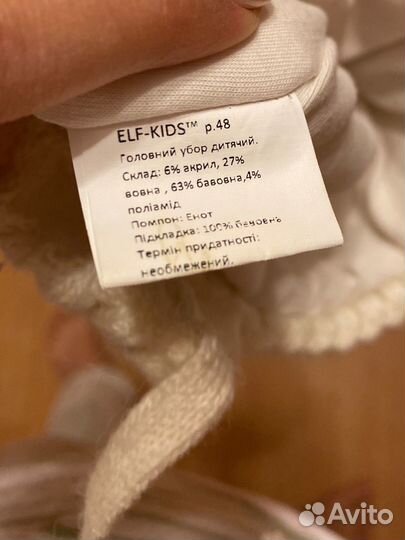 ELF-KIDS™ р.48
Головний убор дитячий.
Склад: 6% акрил, 27%
вовна , 63% бавовна,4%
поліамід
Помпон: Енот
Підкладка: 100%
Термін придатності:
необмежений.
Avito